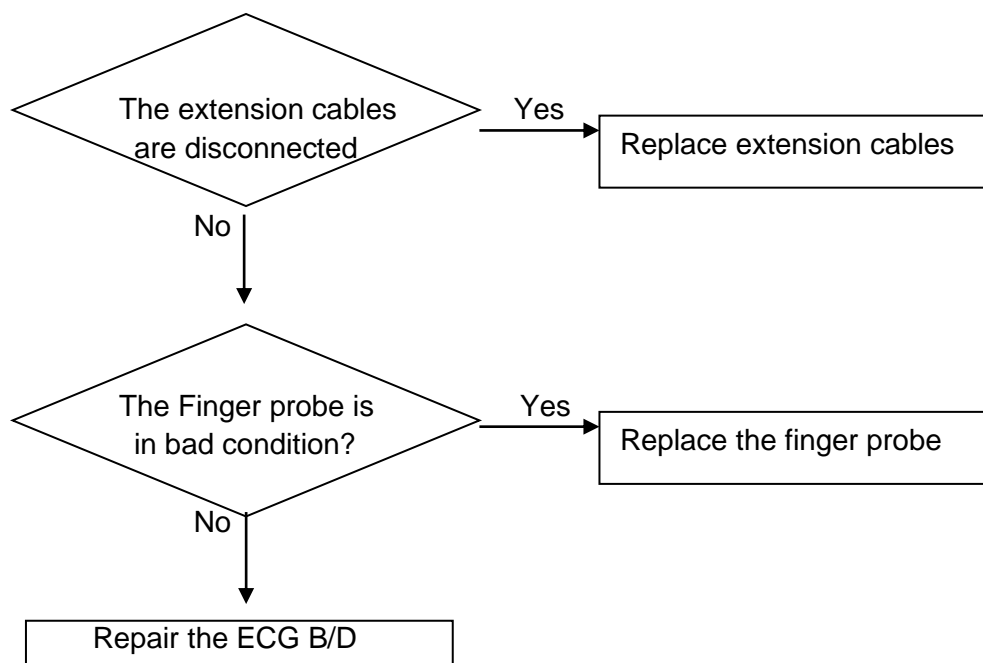 The extension cables
are disconnected
Yes
Replace extension cables
No
The Finger probe is
in bad condition?
Yes
Replace the finger probe
No
Repair the ECG B/D